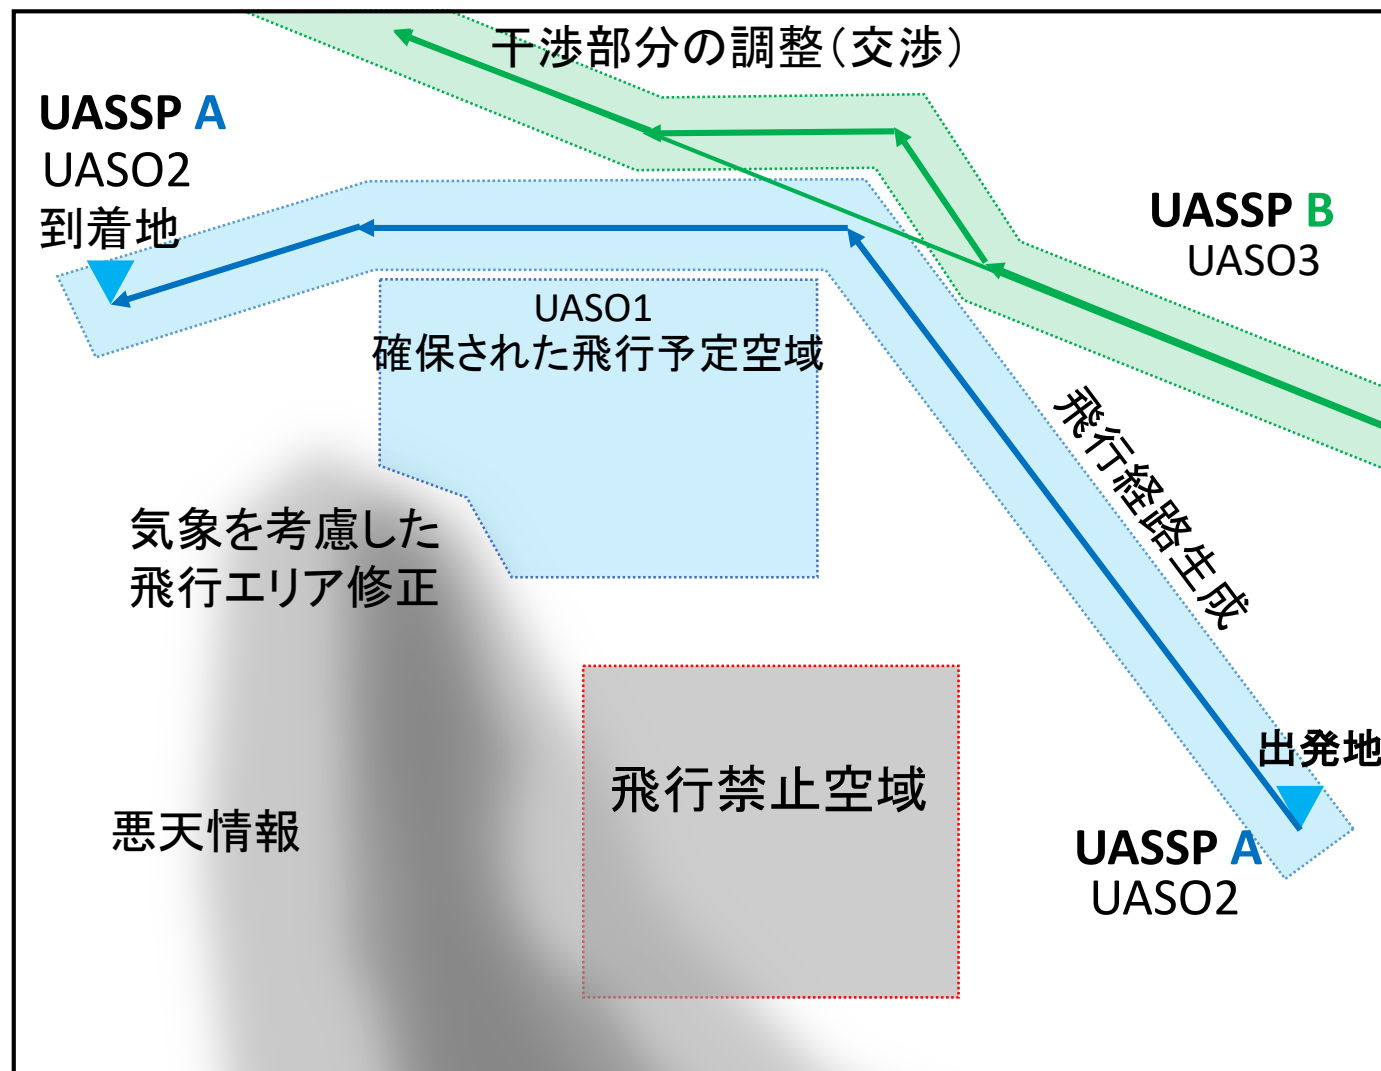 干渉部分の調整(交渉)
UASSP A
UASO2
到着地
UASSP B
UASO3
UASO1
確保された飛行予定空域
飛行経路生成
気象を考慮した
飛行エリア修正
出発地
飛行禁止空域
悪天情報
UASSP A
UASO2